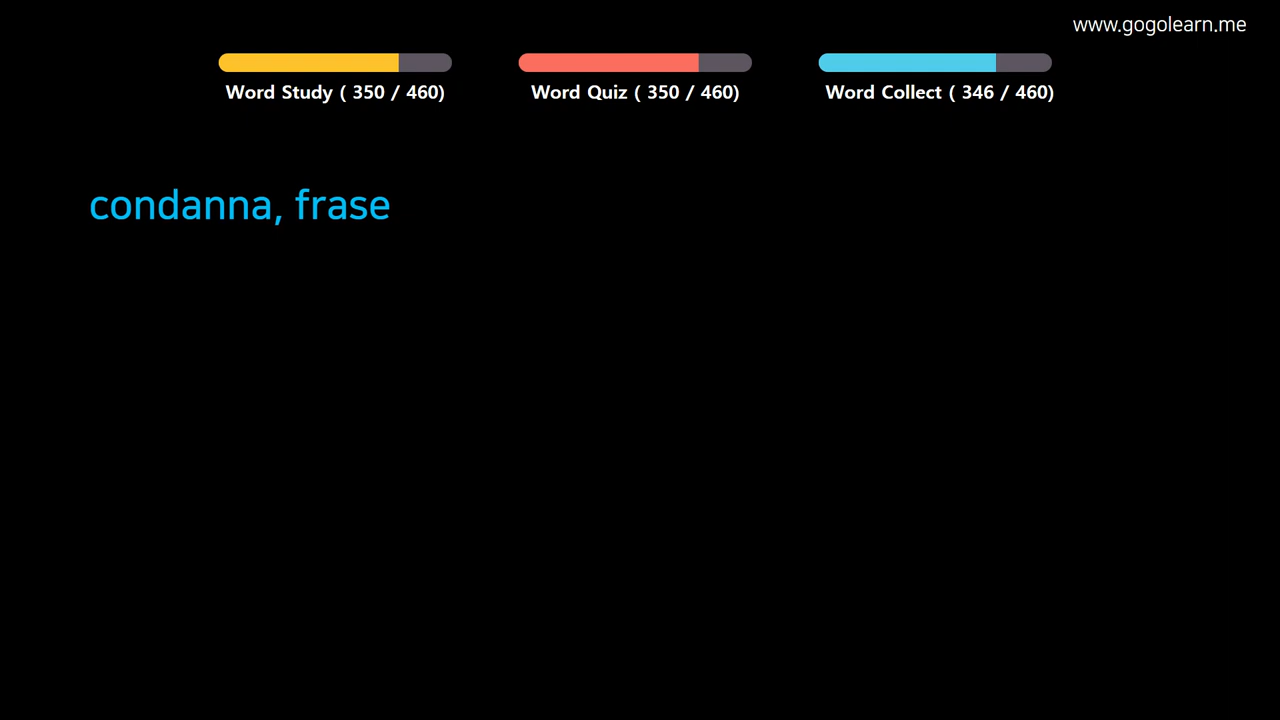 www.gogolearn.me
Word Study ( 350 / 460)
Word Quiz ( 350 / 460)
Word Collect ( 346 / 460)
condanna, frase